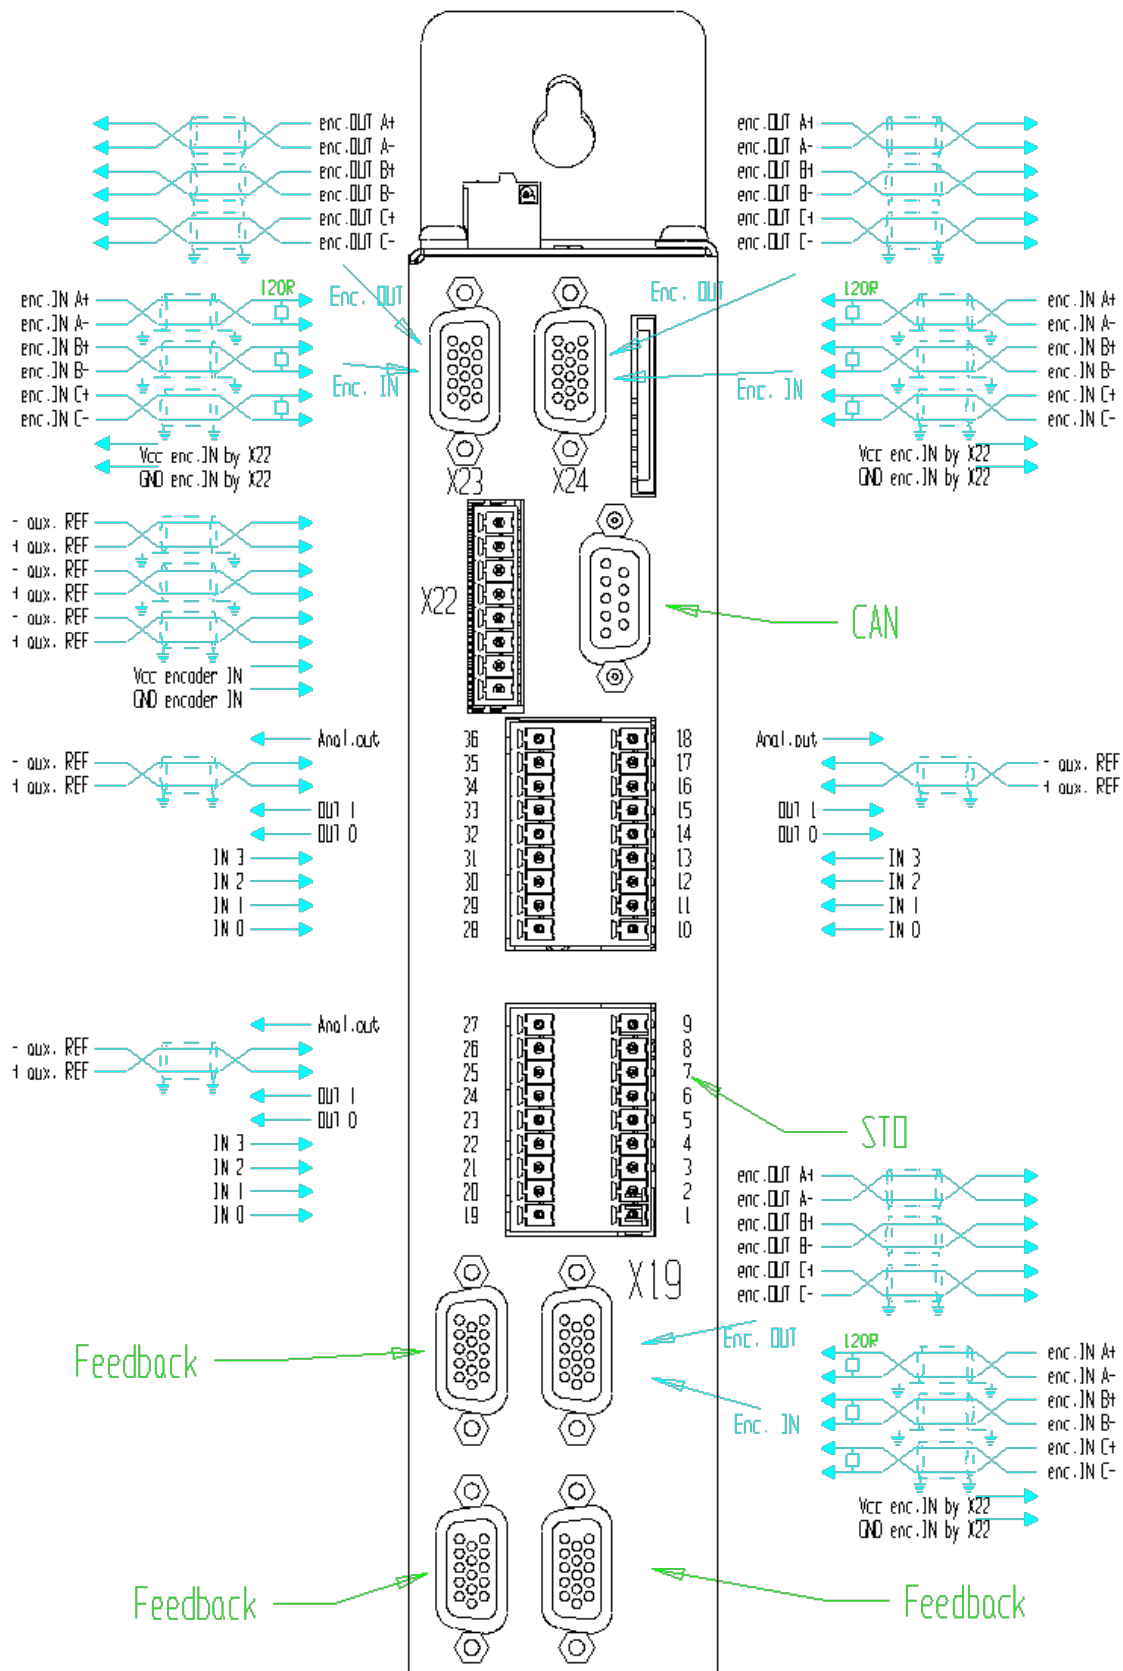 enc.OUT A+
enc.OUT A-
enc.OUT B+
enc.OUT B-
enc.OUT C+
enc.OUT C-
enc.OUT A+
enc.OUT A-
enc.OUT B+
enc.OUT B-
enc.OUT C+
enc.OUT C-
Enc. OUT
Enc. OUT
120R
enc.IN A+
enc.IN A-
enc.IN B+
enc.IN B-
enc.IN C+
enc.IN C-
Vcc enc.IN by X22
GND enc.IN by X22
Enc. IN
Enc. IN
120R
enc.IN A+
enc.IN A-
enc.IN B+
enc.IN B-
enc.IN C+
enc.IN C-
Vcc enc.IN by X22
GND enc.IN by X22
X23
X24
- aux. REF
+ aux. REF
- aux. REF
+ aux. REF
- aux. REF
+ aux. REF
Vcc encoder IN
GND encoder IN
X22
CAN
Anal.out
- aux. REF
+ aux. REF
OUT 1
OUT 0
IN 3
IN 2
IN 1
IN 0
36
35
34
33
32
31
30
29
28
18
17
16
15
14
13
12
11
10
Anal.out
- aux. REF
+ aux. REF
OUT 1
OUT 0
IN 3
IN 2
IN 1
IN 0
Anal.out
- aux. REF
+ aux. REF
OUT 1
OUT 0
IN 3
IN 2
IN 1
IN 0
27
26
25
24
23
22
21
20
19
9
8
7
6
5
4
3
2
1
STO
X19
enc.OUT A+
enc.OUT A-
enc.OUT B+
enc.OUT B-
enc.OUT C+
enc.OUT C-
Enc. OUT
Feedback
Enc. IN
120R
enc.IN A+
enc.IN A-
enc.IN B+
enc.IN B-
enc.IN C+
enc.IN C-
Vcc enc.IN by X22
GND enc.IN by X22
Feedback
Feedback